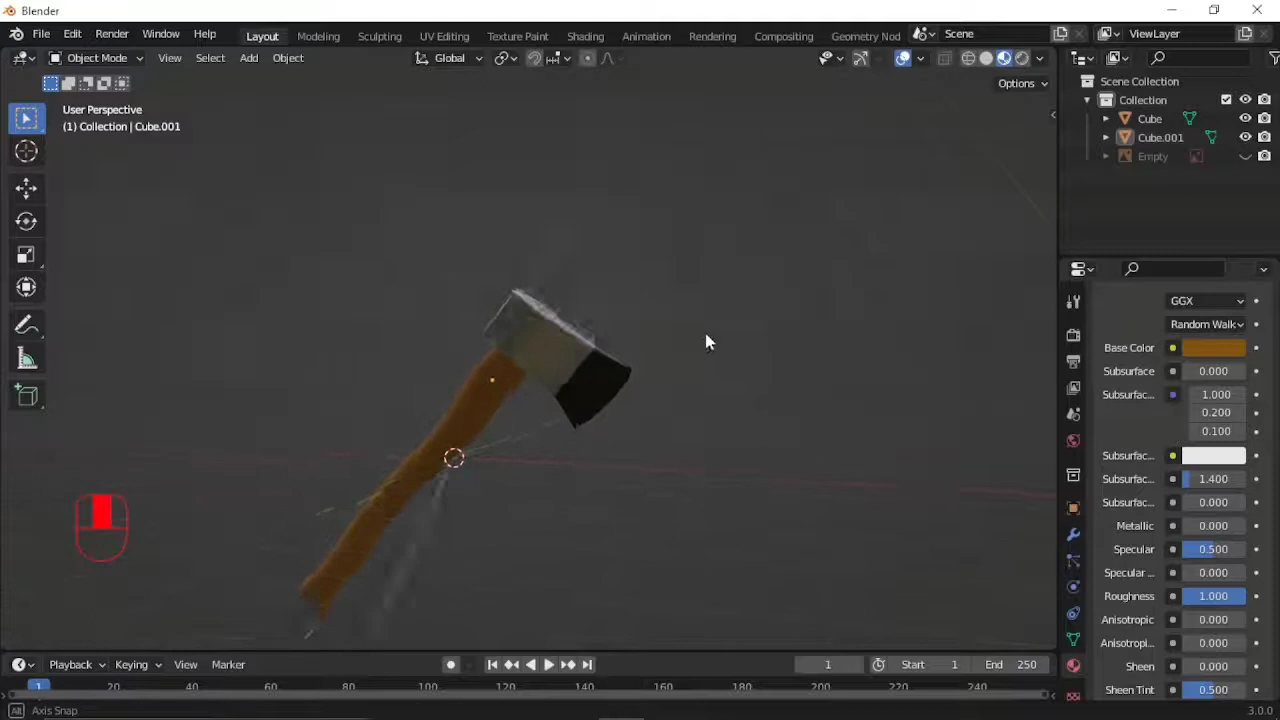 Blender
File Edit Render Window Help Layout Modeling Sculpting UV Editing Texture Paint Shading Animation Rendering Compositing Geometry Nod Scene ViewLayer
Object Mode View Select Add Object Global
Options
User Perspective
(1) Collection | Cube.001
Scene Collection
Collection
Cube
Cube.001
Empty
GGX
Random Walk
Base Color
Subsurface 0.000
Subsurfac... 1.000
0.200
0.100
Subsurfac...
Subsurfac... 1.400
Subsurfac... 0.000
Metallic 0.000
Specular 0.500
Specular ... 0.000
Roughness 1.000
Anisotropic 0.000
Anisotropi... 0.000
Sheen 0.000
Sheen Tint 0.500
Playback Keying View Marker 1 Start 1 End 250
1 20 40 60 80 100 120 140 160 180 200 220 240
Alt Axis Snap 3.0.0